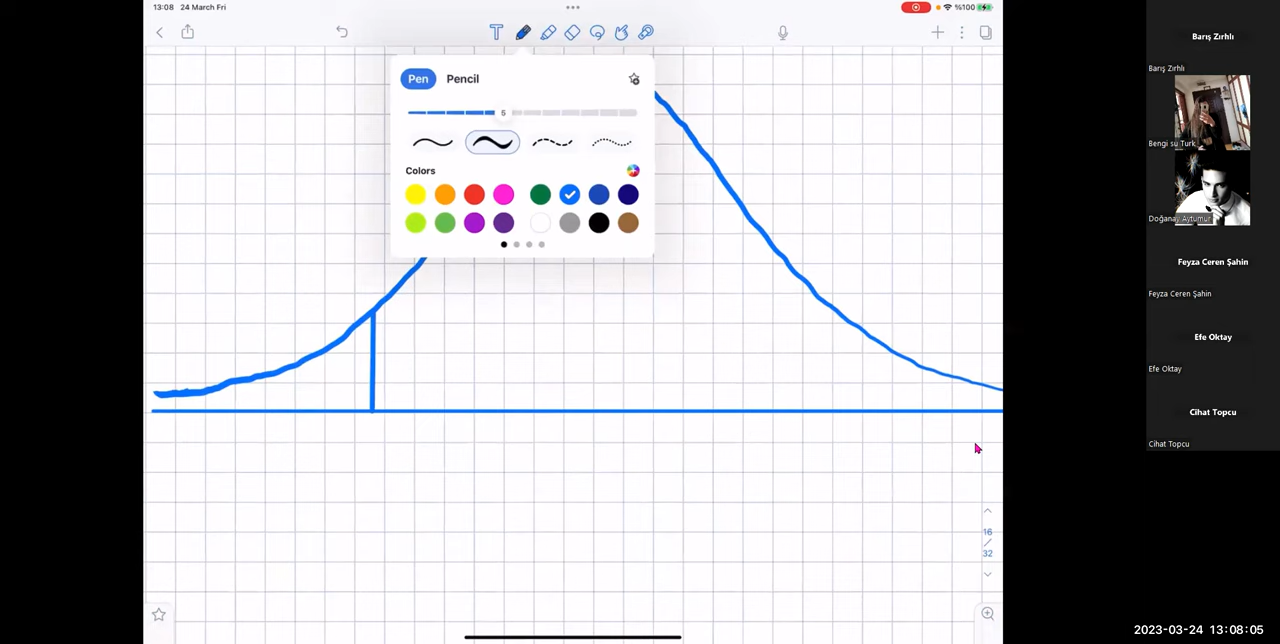 13:08 24 March Fri
%100
T
Pen Pencil
5
Colors
16
32
Barış Zırhlı
Barış Zırhlı
Bengi su Turk
Doğanay Aytumur
Feyza Ceren Şahin
Feyza Ceren Şahin
Efe Oktay
Efe Oktay
Cihat Topcu
Cihat Topcu
2023-03-24 13:08:05